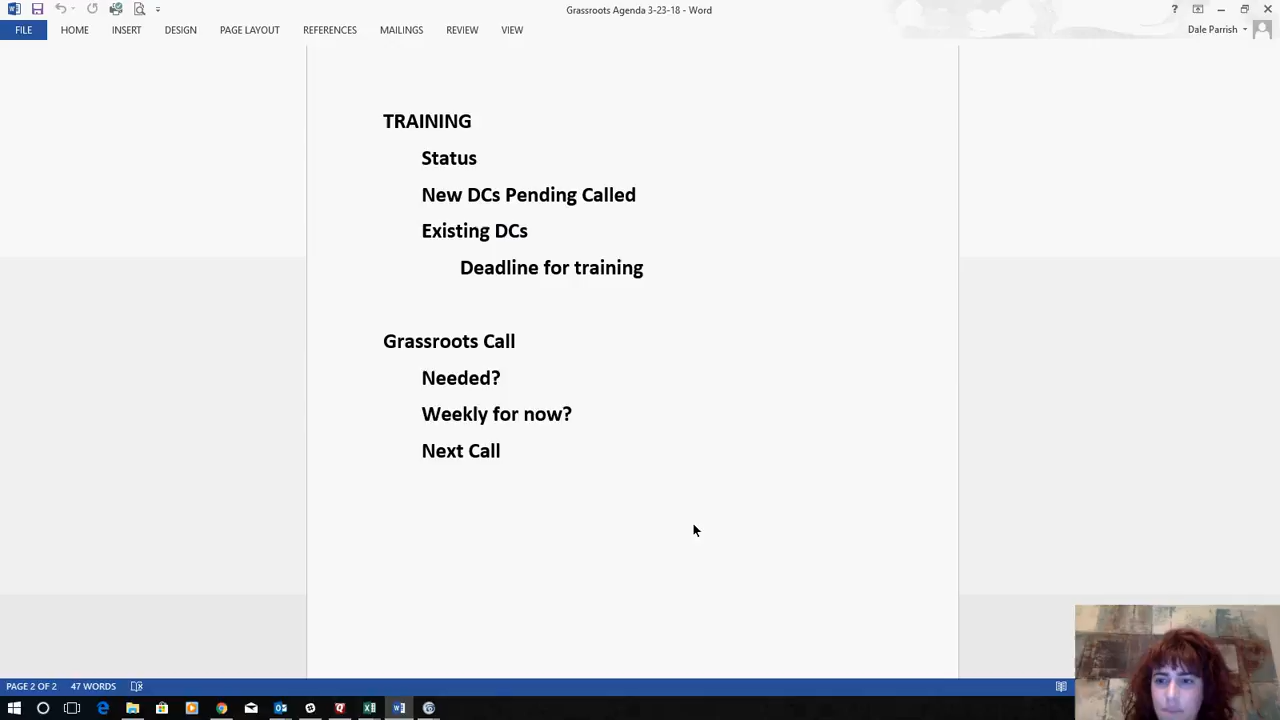 Grassroots Agenda 3-23-18 - Word
?
FILE HOME INSERT DESIGN PAGE LAYOUT REFERENCES MAILINGS REVIEW VIEW
Dale Parrish
TRAINING
Status
New DCs Pending Called
Existing DCs
Deadline for training
Grassroots Call
Needed?
Weekly for now?
Next Call
PAGE 2 OF 2 47 WORDS